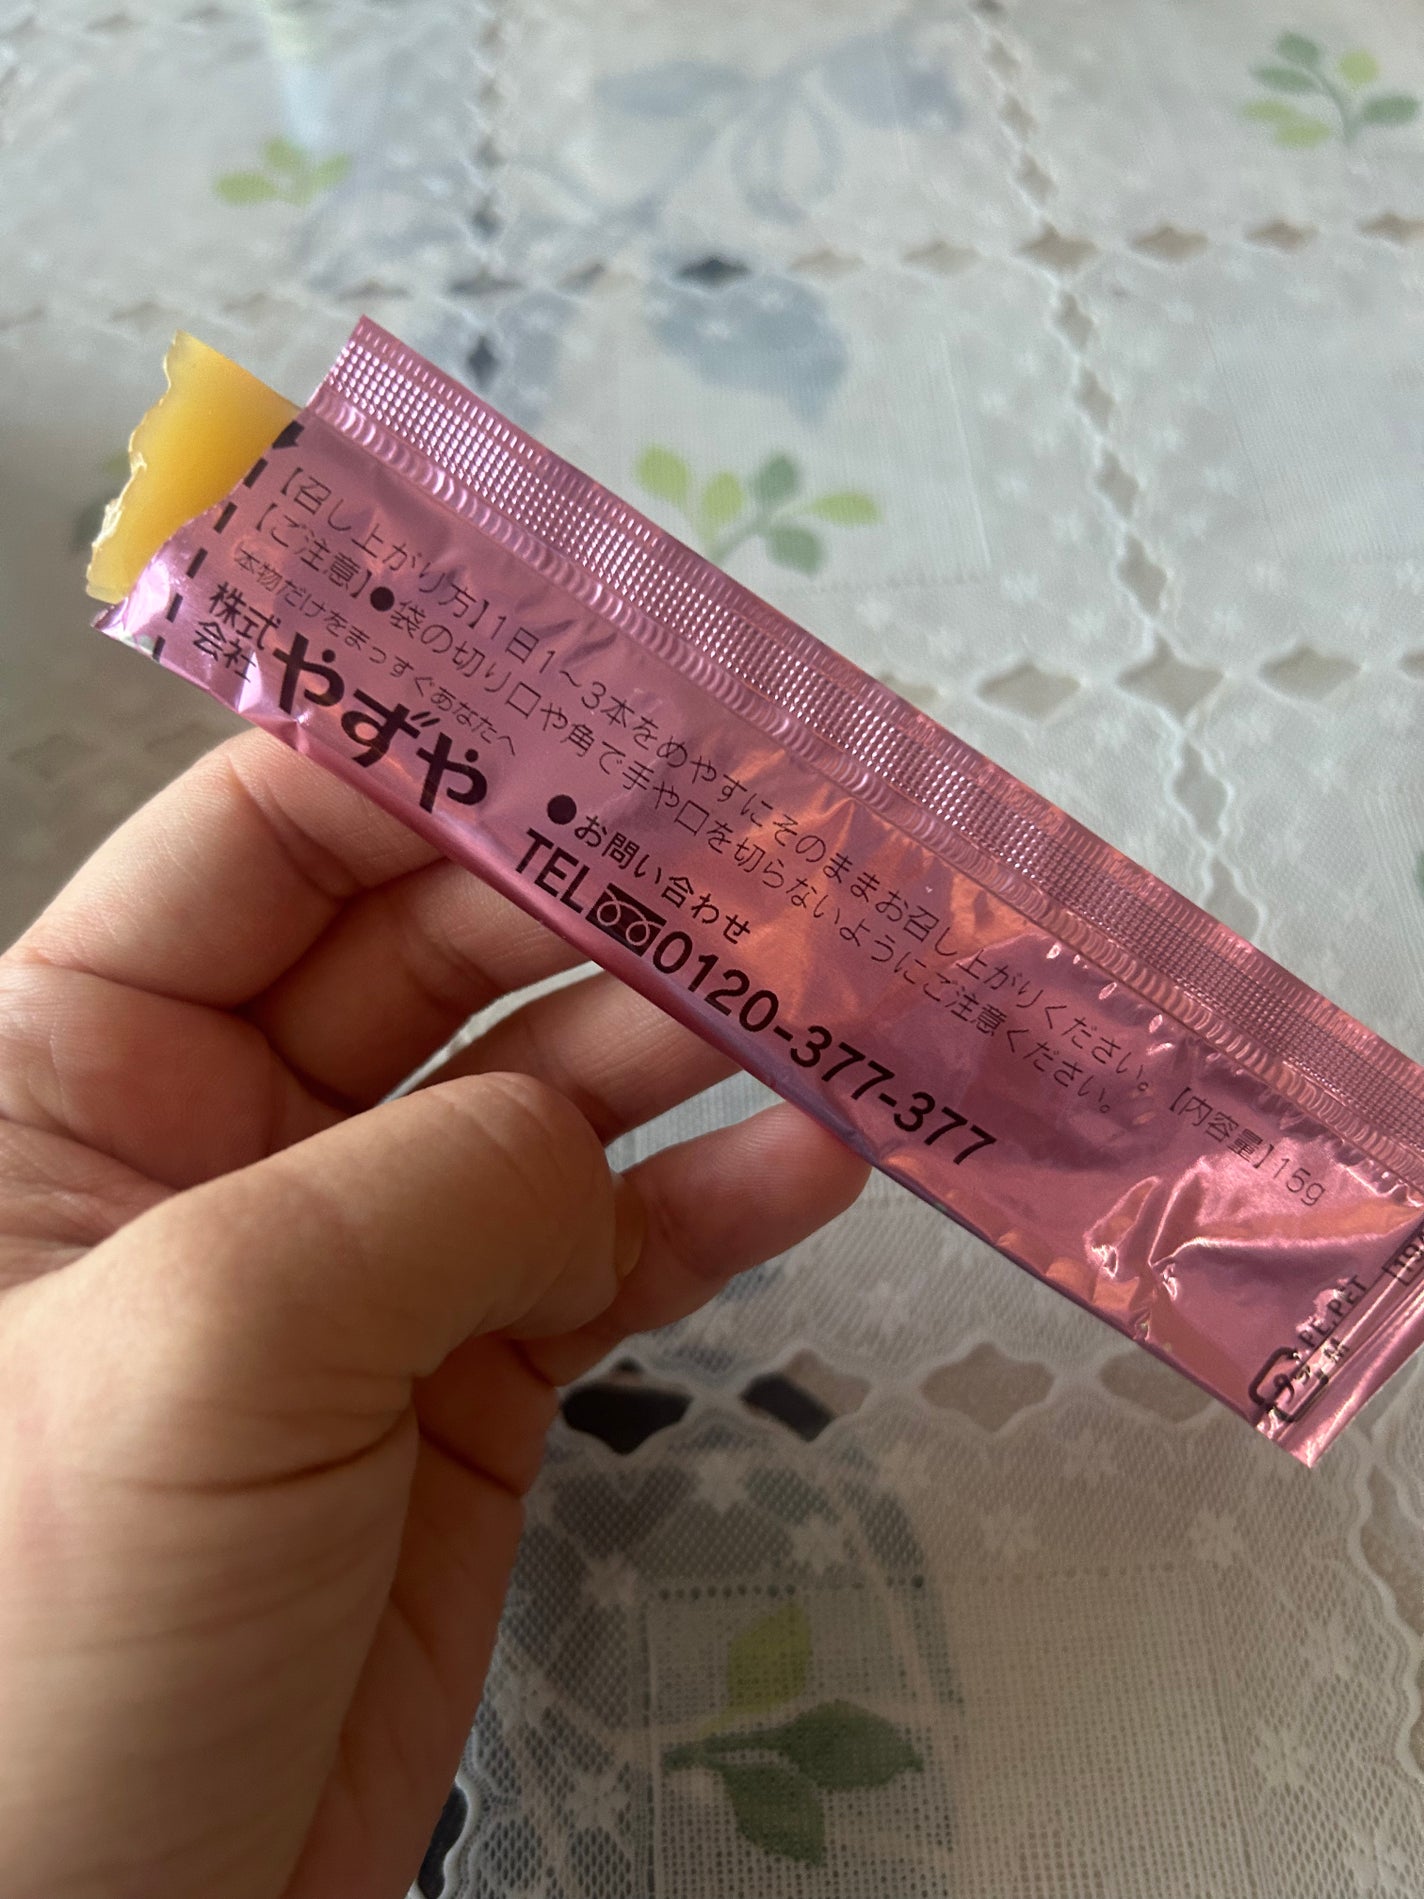 【召し上がり方】1日1〜3本をめやすにそのままお召し上がりください。【内容量】15g
【ご注意】●袋の切り口や角で手や口を切らないようにご注意ください。
本物だけをまっすぐあなたへ
株式会社 やずや
●お問い合わせ
TEL 0120-377-377
PE,PET